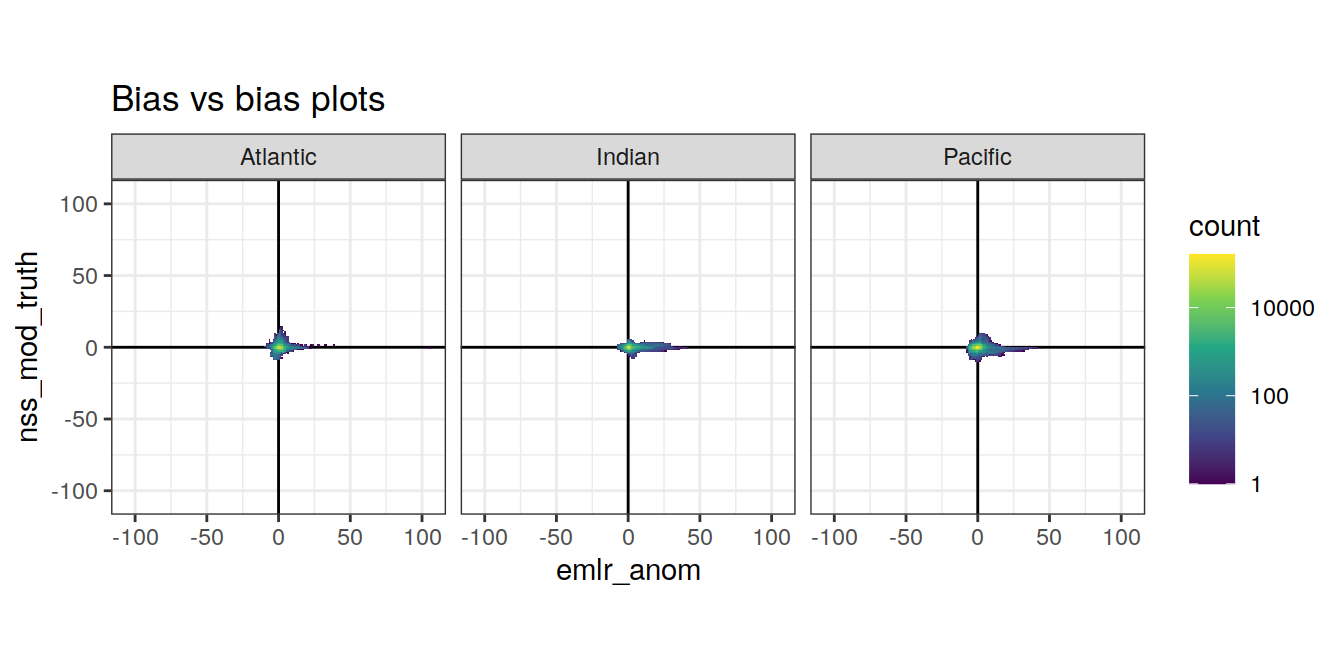 Bias vs bias plots
Atlantic Indian Pacific
nss_mod_truth
100
50
0
-50
-100
-100 -50 0 50 100 -100 -50 0 50 100 -100 -50 0 50 100
emlr_anom
count
10000
100
1